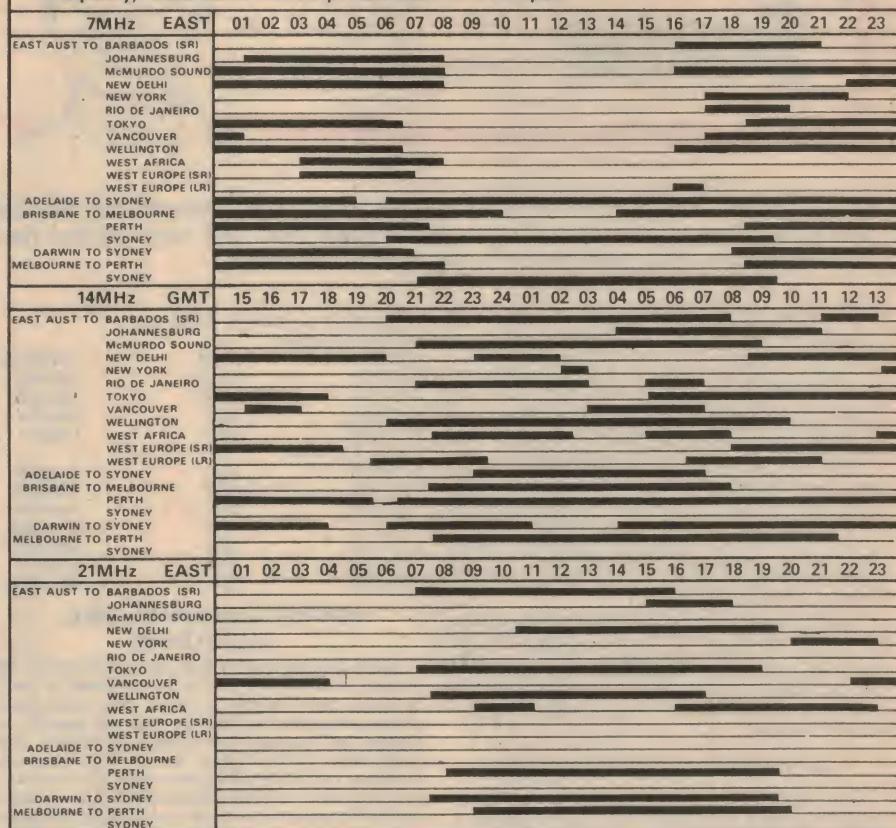 7MHz EAST 01 02 03 04 05 06 07 08 09 10 11 12 13 14 15 16 17 18 19 20 21 22 23
EAST AUST TO BARBADOS (SR)
JOHANNESBURG
McMURDO SOUND
NEW DELHI
NEW YORK
RIO DE JANEIRO
TOKYO
VANCOUVER
WELLINGTON
WEST AFRICA
WEST EUROPE (SR)
WEST EUROPE (LR)
ADELAIDE TO SYDNEY
BRISBANE TO MELBOURNE
PERTH
SYDNEY
DARWIN TO SYDNEY
MELBOURNE TO PERTH
SYDNEY
14MHz GMT 15 16 17 18 19 20 21 22 23 24 01 02 03 04 05 06 07 08 09 10 11 12 13
EAST AUST TO BARBADOS (SR)
JOHANNESBURG
McMURDO SOUND
NEW DELHI
NEW YORK
RIO DE JANEIRO
TOKYO
VANCOUVER
WELLINGTON
WEST AFRICA
WEST EUROPE (SR)
WEST EUROPE (LR)
ADELAIDE TO SYDNEY
BRISBANE TO MELBOURNE
PERTH
SYDNEY
DARWIN TO SYDNEY
MELBOURNE TO PERTH
SYDNEY
21MHz EAST 01 02 03 04 05 06 07 08 09 10 11 12 13 14 15 16 17 18 19 20 21 22 23
EAST AUST TO BARBADOS (SR)
JOHANNESBURG
McMURDO SOUND
NEW DELHI
NEW YORK
RIO DE JANEIRO
TOKYO
VANCOUVER
WELLINGTON
WEST AFRICA
WEST EUROPE (SR)
WEST EUROPE (LR)
ADELAIDE TO SYDNEY
BRISBANE TO MELBOURNE
PERTH
SYDNEY
DARWIN TO SYDNEY
MELBOURNE TO PERTH
SYDNEY